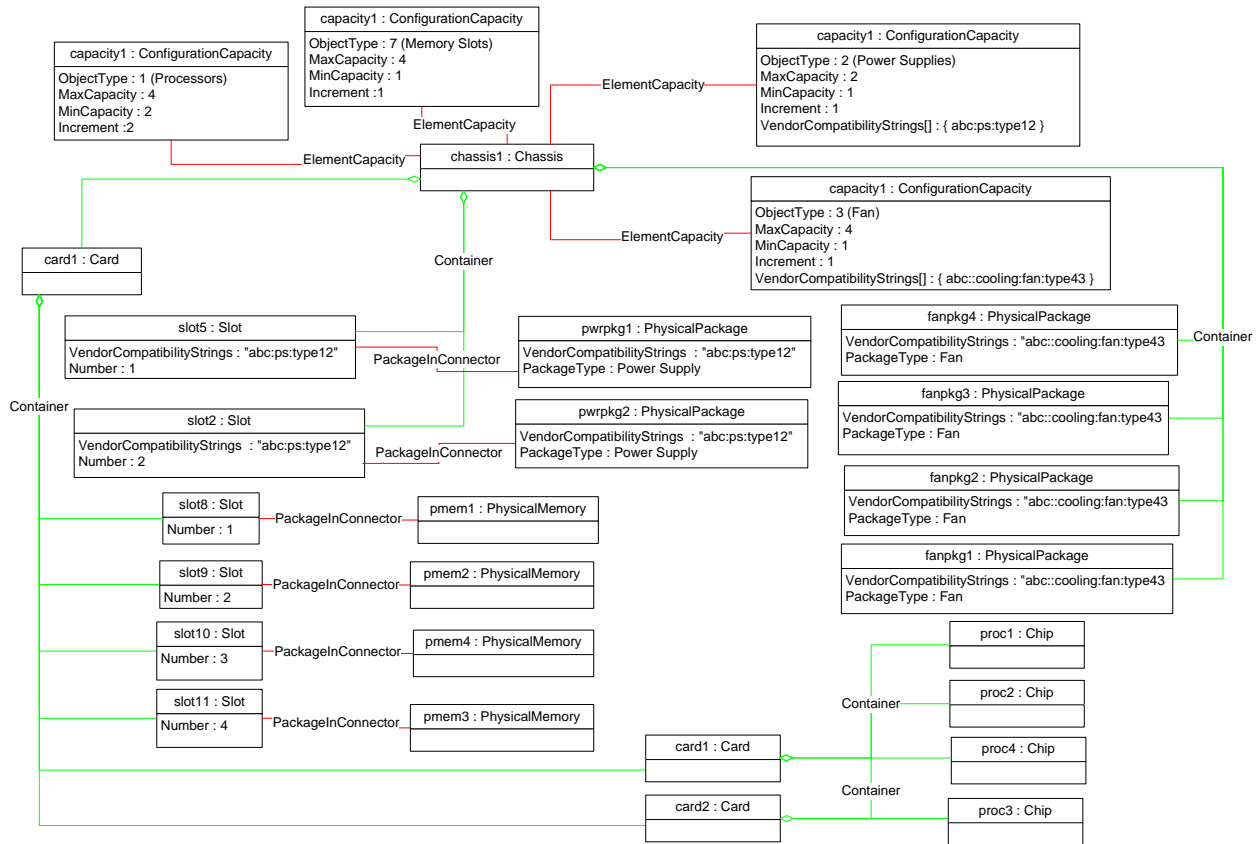 capacity1 : ConfigurationCapacity
ObjectType : 7 (Memory Slots)
MaxCapacity : 4
MinCapacity : 1
Increment :1
capacity1 : ConfigurationCapacity
ObjectType : 1 (Processors)
MaxCapacity : 4
MinCapacity : 2
Increment :2
capacity1 : ConfigurationCapacity
ObjectType : 2 (Power Supplies)
MaxCapacity : 2
MinCapacity : 1
Increment : 1
VendorCompatibilityStrings[] : { abc:ps:type12 }
ElementCapacity
ElementCapacity
ElementCapacity
chassis1 : Chassis
capacity1 : ConfigurationCapacity
ObjectType : 3 (Fan)
MaxCapacity : 4
MinCapacity : 1
Increment : 1
VendorCompatibilityStrings[] : { abc::cooling:fan:type43 }
ElementCapacity
card1 : Card
Container
slot5 : Slot
VendorCompatibilityStrings : "abc:ps:type12"
Number : 1
PackageInConnector
pwrpkg1 : PhysicalPackage
VendorCompatibilityStrings : "abc:ps:type12"
PackageType : Power Supply
fanpkg4 : PhysicalPackage
VendorCompatibilityStrings : "abc::cooling:fan:type43
PackageType : Fan
Container
fanpkg3 : PhysicalPackage
VendorCompatibilityStrings : "abc::cooling:fan:type43
PackageType : Fan
Container
slot2 : Slot
VendorCompatibilityStrings : "abc:ps:type12"
Number : 2
PackageInConnector
pwrpkg2 : PhysicalPackage
VendorCompatibilityStrings : "abc:ps:type12"
PackageType : Power Supply
fanpkg2 : PhysicalPackage
VendorCompatibilityStrings : "abc::cooling:fan:type43
PackageType : Fan
slot8 : Slot
Number : 1
PackageInConnector
pmem1 : PhysicalMemory
fanpkg1 : PhysicalPackage
VendorCompatibilityStrings : "abc::cooling:fan:type43
PackageType : Fan
slot9 : Slot
Number : 2
PackageInConnector
pmem2 : PhysicalMemory
slot10 : Slot
Number : 3
PackageInConnector
pmem4 : PhysicalMemory
proc1 : Chip
slot11 : Slot
Number : 4
PackageInConnector
pmem3 : PhysicalMemory
proc2 : Chip
Container
card1 : Card
proc4 : Chip
Container
card2 : Card
proc3 : Chip